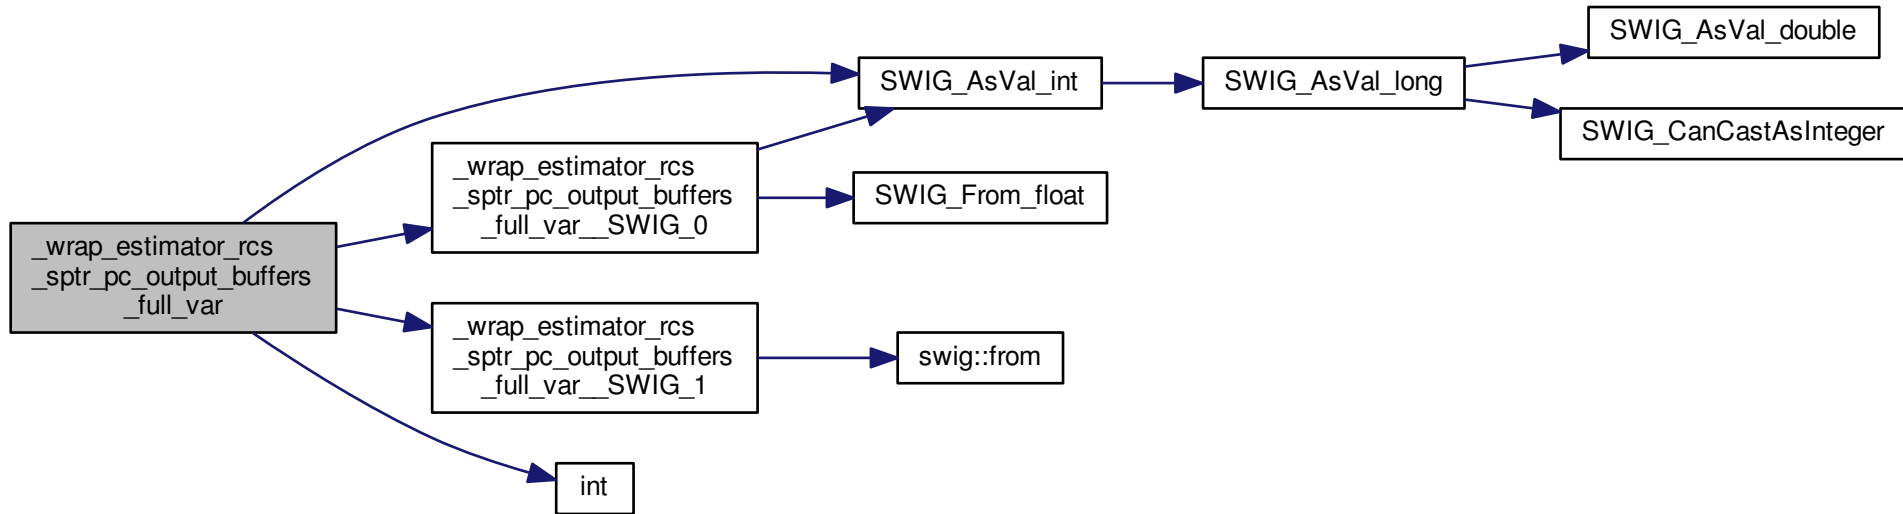 _wrap_estimator_rcs
_sptr_pc_output_buffers
_full_var
_wrap_estimator_rcs
_sptr_pc_output_buffers
_full_var__SWIG_0
_wrap_estimator_rcs
_sptr_pc_output_buffers
_full_var__SWIG_1
int
SWIG_AsVal_int
SWIG_From_float
swig::from
SWIG_AsVal_long
SWIG_AsVal_double
SWIG_CanCastAsInteger